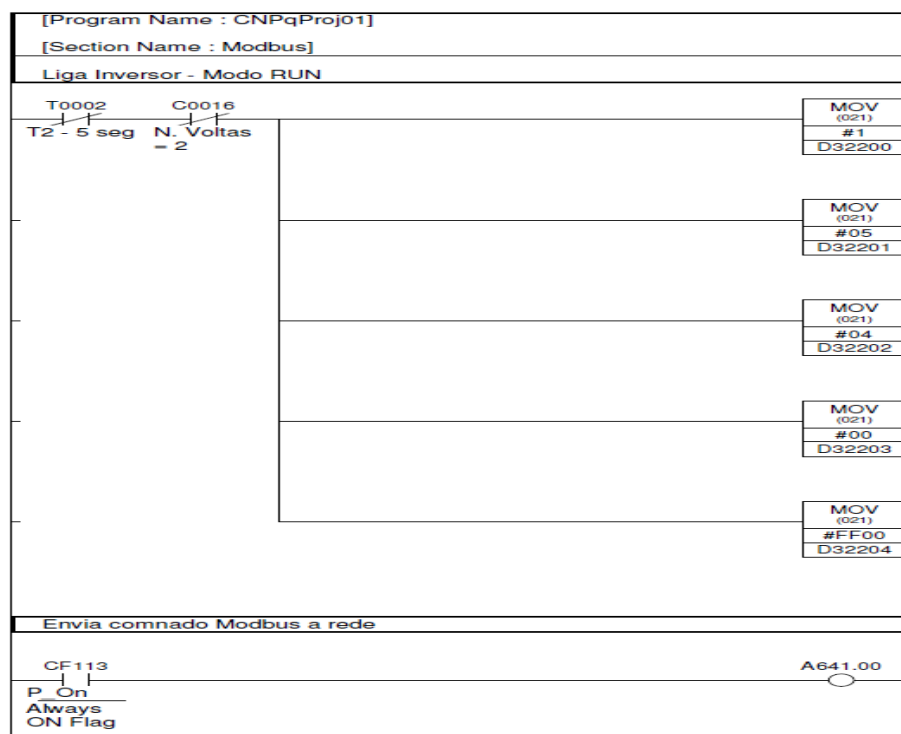 [Program Name : CNPqProj01]
[Section Name : Modbus]
Liga Inversor - Modo RUN
T0002 C0016
T2 - 5 seg N. Voltas
= 2
MOV
(021)
#1
D32200
MOV
(021)
#05
D32201
MOV
(021)
#04
D32202
MOV
(021)
#00
D32203
MOV
(021)
#FF00
D32204
Envia comnado Modbus a rede
CF113 A641.00
P_On
Always
ON Flag